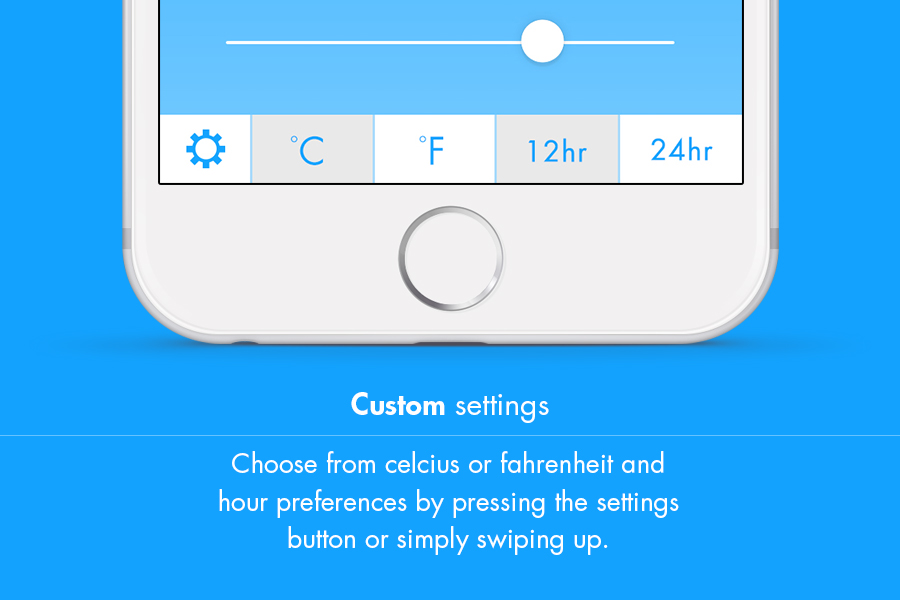 °C °F 12hr 24hr
Custom settings
Choose from celcius or fahrenheit and
hour preferences by pressing the settings
button or simply swiping up.